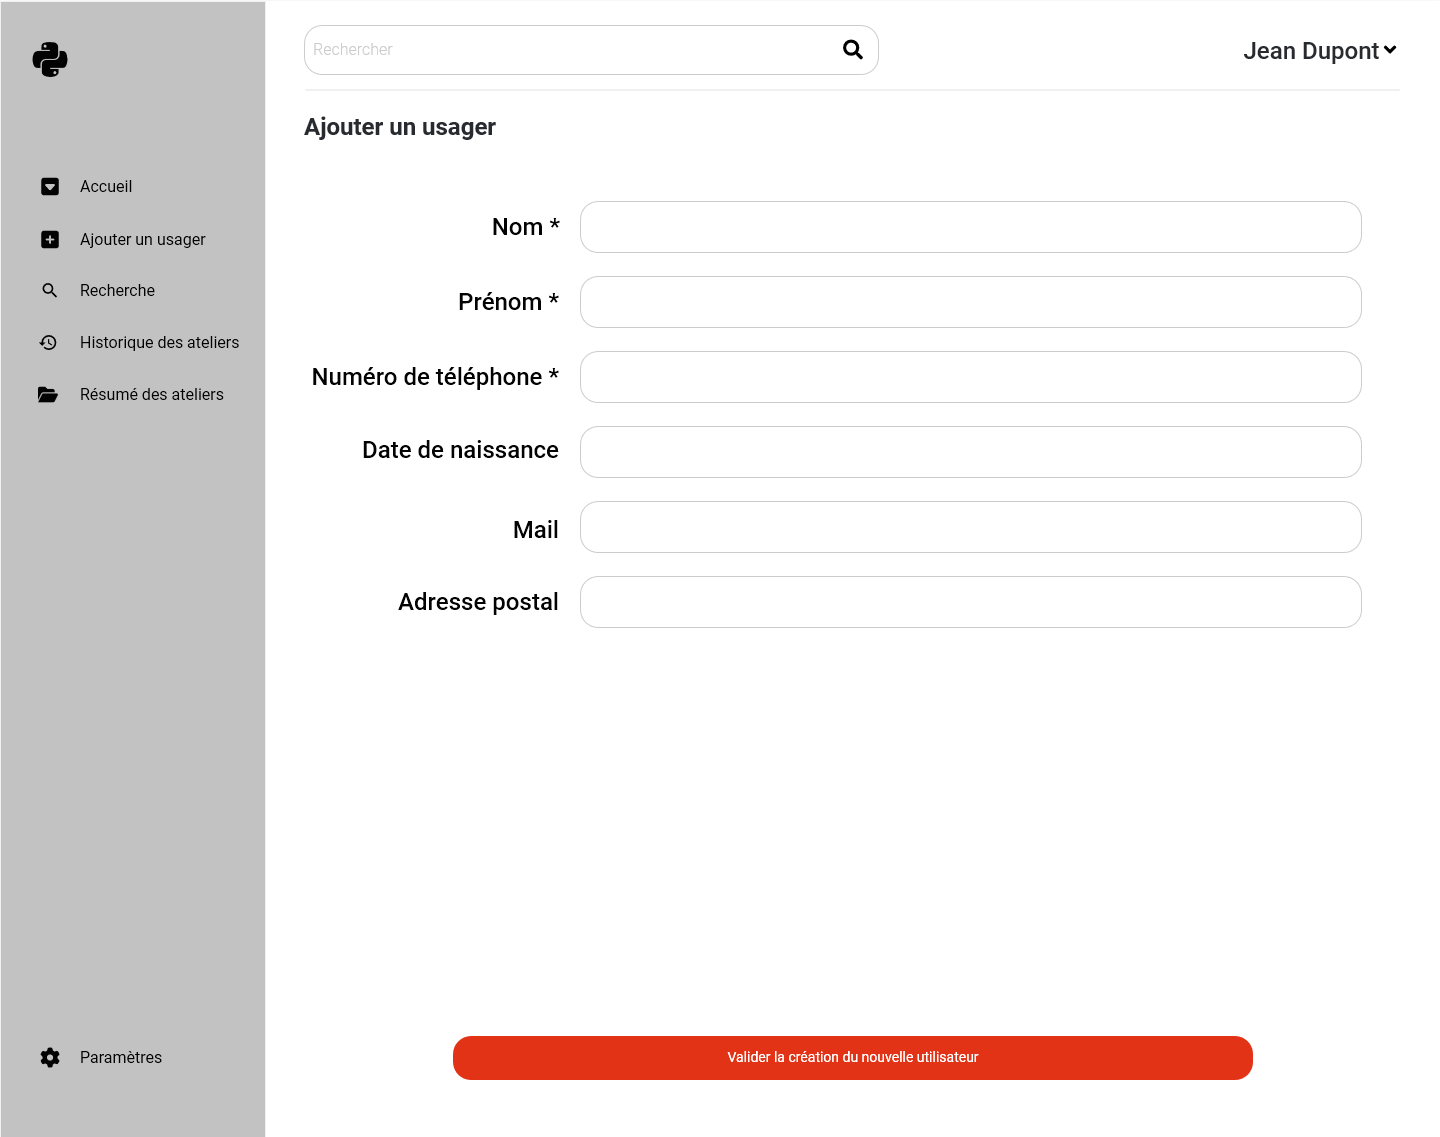 Rechercher
Jean Dupont
Ajouter un usager
Accueil
Ajouter un usager
Recherche
Historique des ateliers
Résumé des ateliers
Paramètres
Nom *
Prénom *
Numéro de téléphone *
Date de naissance
Mail
Adresse postal
Valider la création du nouvelle utilisateur